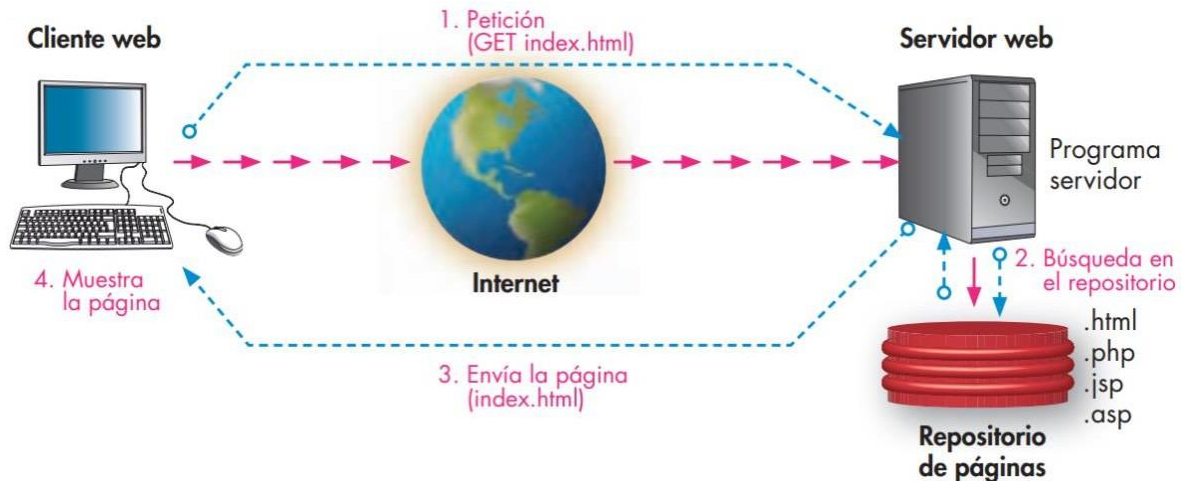 Cliente web
1. Petición
(GET index.html)
Servidor web
Programa
servidor
Internet
4. Muestra
la página
2. Búsqueda en
el repositorio
3. Envía la página
(index.html)
.html
.php
.jsp
.asp
Repositorio
de páginas